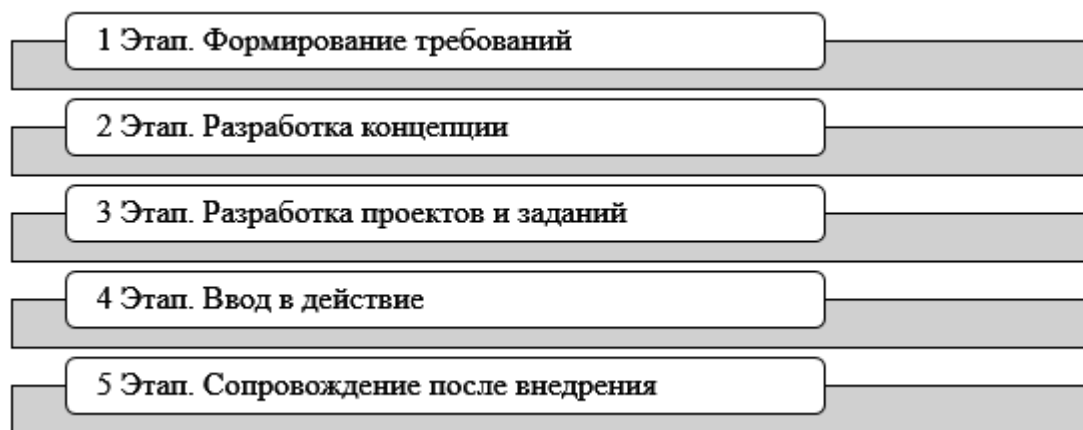 1 Этап. Формирование требований
2 Этап. Разработка концепции
3 Этап. Разработка проектов и заданий
4 Этап. Ввод в действие
5 Этап. Сопровождение после внедрения